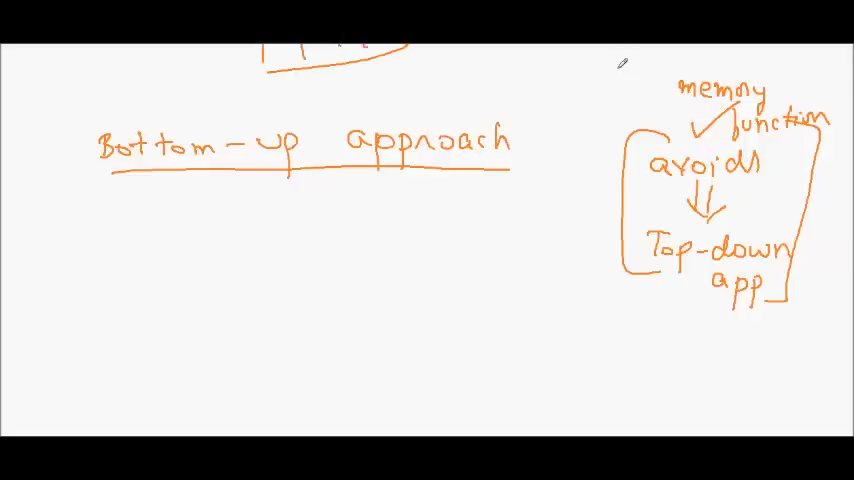 Bottom-up approach
memory
function
avoids
Top-down
app